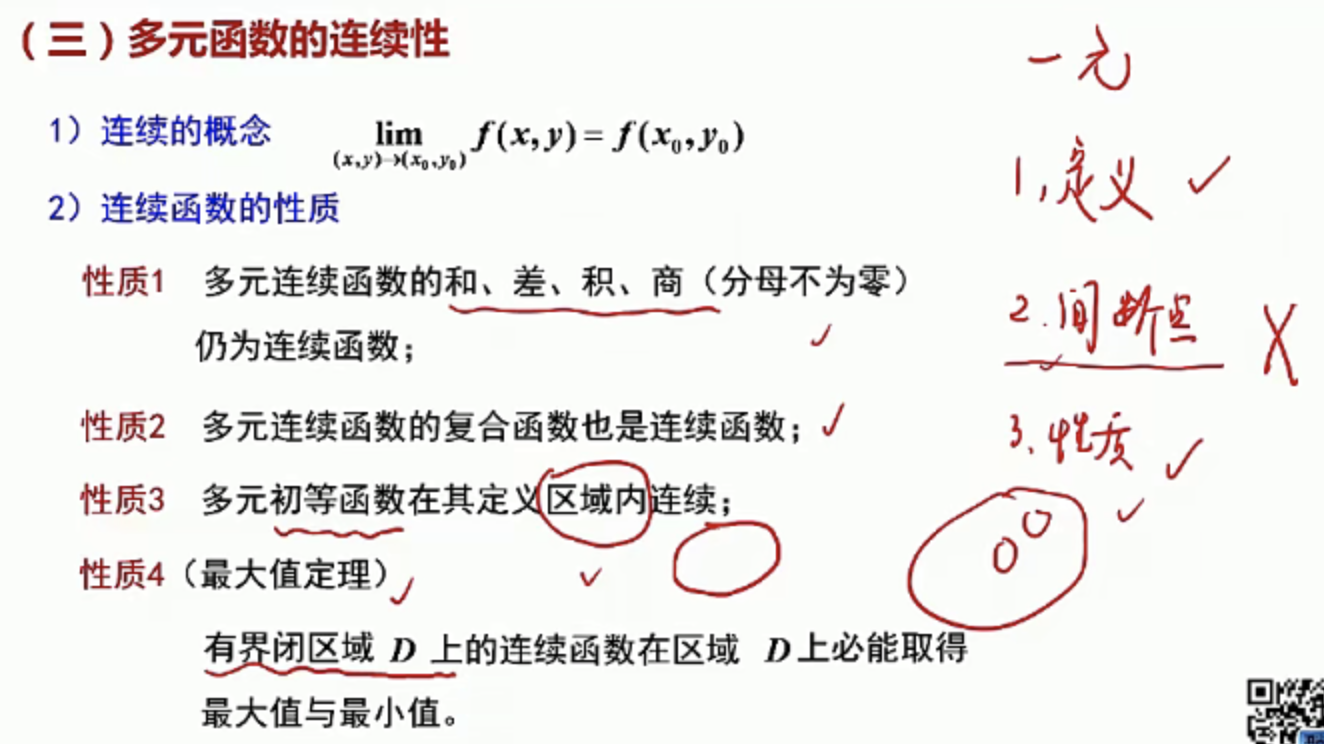 （三）多元函数的连续性
1）连续的概念 lim f(x,y)= f(x₀,y₀)
(x,y)→(x₀,y₀)
2）连续函数的性质
性质1 多元连续函数的和、差、积、商（分母不为零）
仍为连续函数；
性质2 多元连续函数的复合函数也是连续函数；
性质3 多元初等函数在其定义区域内连续；
性质4（最大值定理）
有界闭区域 D 上的连续函数在区域 D 上必能取得
最大值与最小值。
一元
1, 定义 ✓
2. 间断点 X
3、性质 ✓